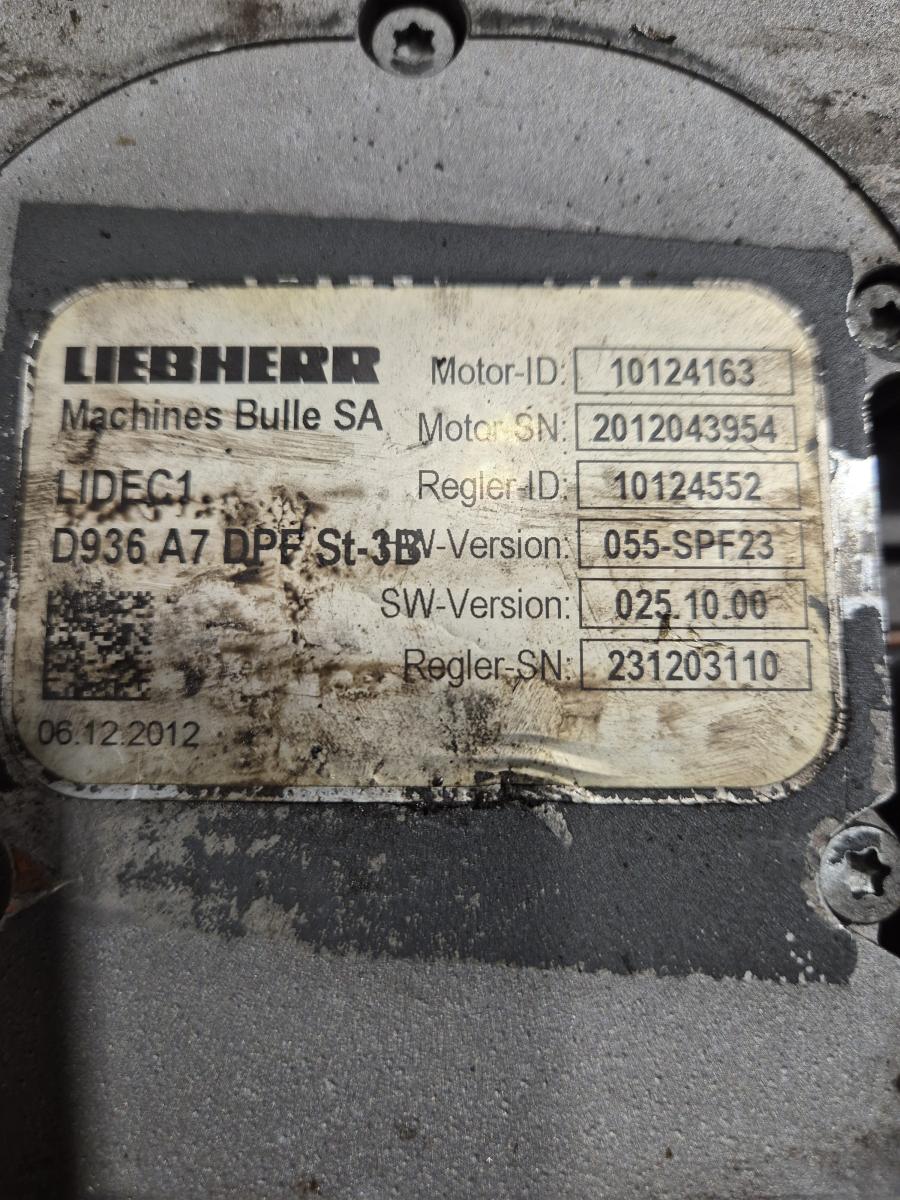 LIEBHERR
Machines Bulle SA
LIDEC1
D936 A7 DPF St-3B
06.12.2012
Motor-ID: 10124163
Motor-SN: 2012043954
Regler-ID: 10124552
W-Version: 055-SPF23
SW-Version: 025.10.00
Regler-SN: 231203110